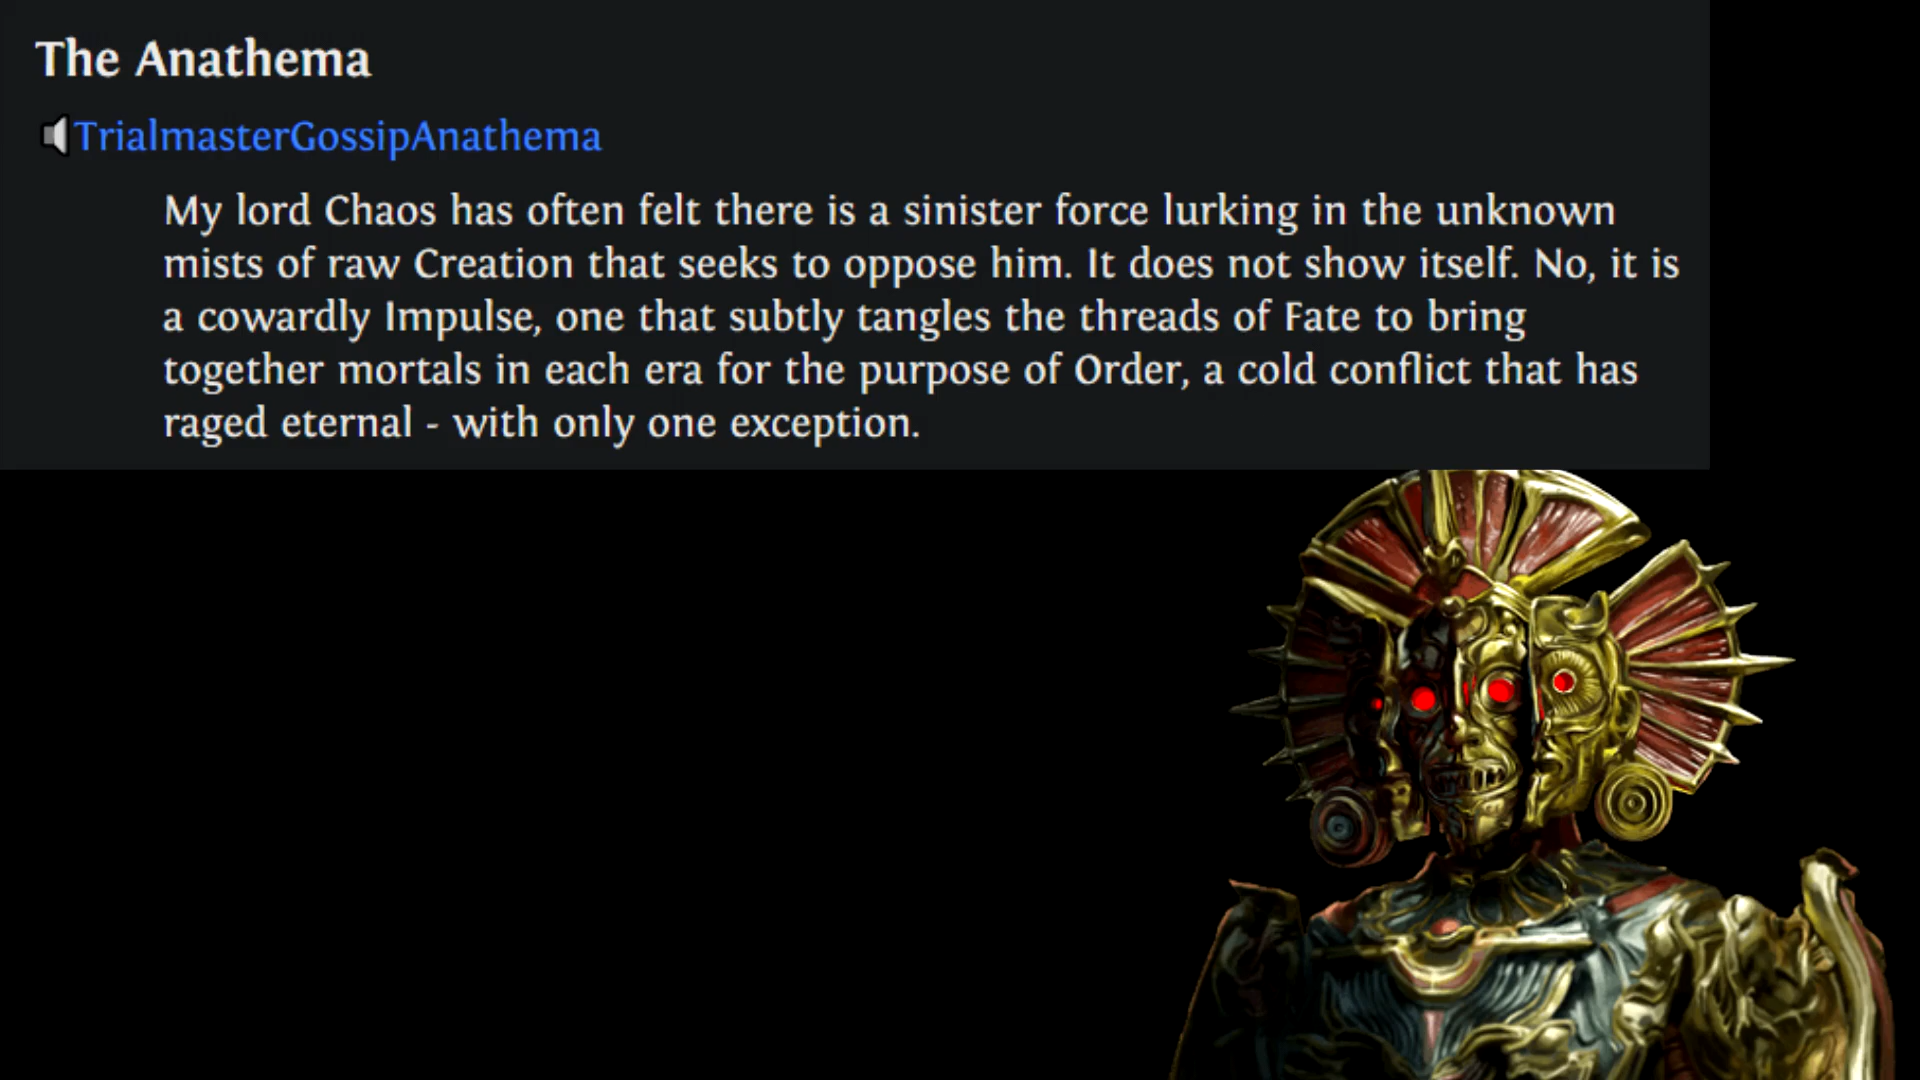 The Anathema
TrialmasterGossipAnathema
My lord Chaos has often felt there is a sinister force lurking in the unknown
mists of raw Creation that seeks to oppose him. It does not show itself. No, it is
a cowardly Impulse, one that subtly tangles the threads of Fate to bring
together mortals in each era for the purpose of Order, a cold conflict that has
raged eternal - with only one exception.